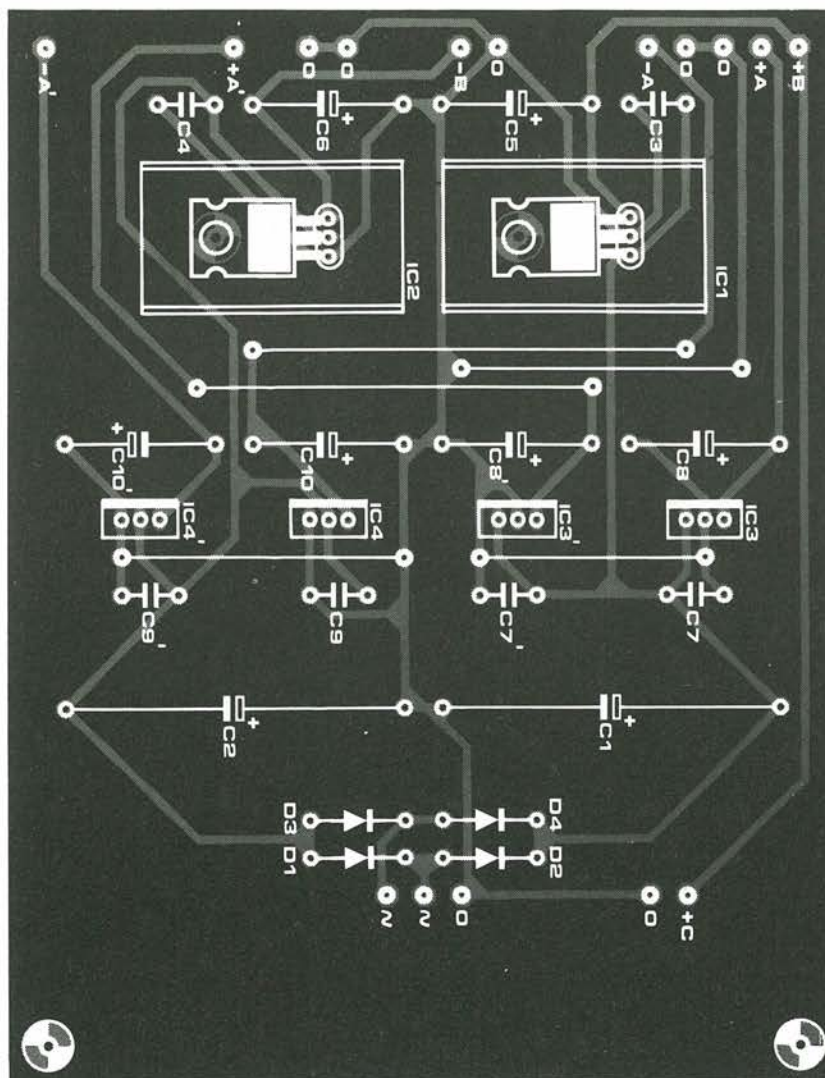 -A'
+A'
0
0
-B
0
-A
0
0
+A
+B
C4
C6
+
C5
+
C3
IC2
IC1
+
C10'
C10
+
C8'
+
C8
+
IC4'
IC4
IC3'
IC3
C9'
C9
C7'
C7
C2
+
C1
+
D3
D4
D1
D2
~
~
0
0
+C